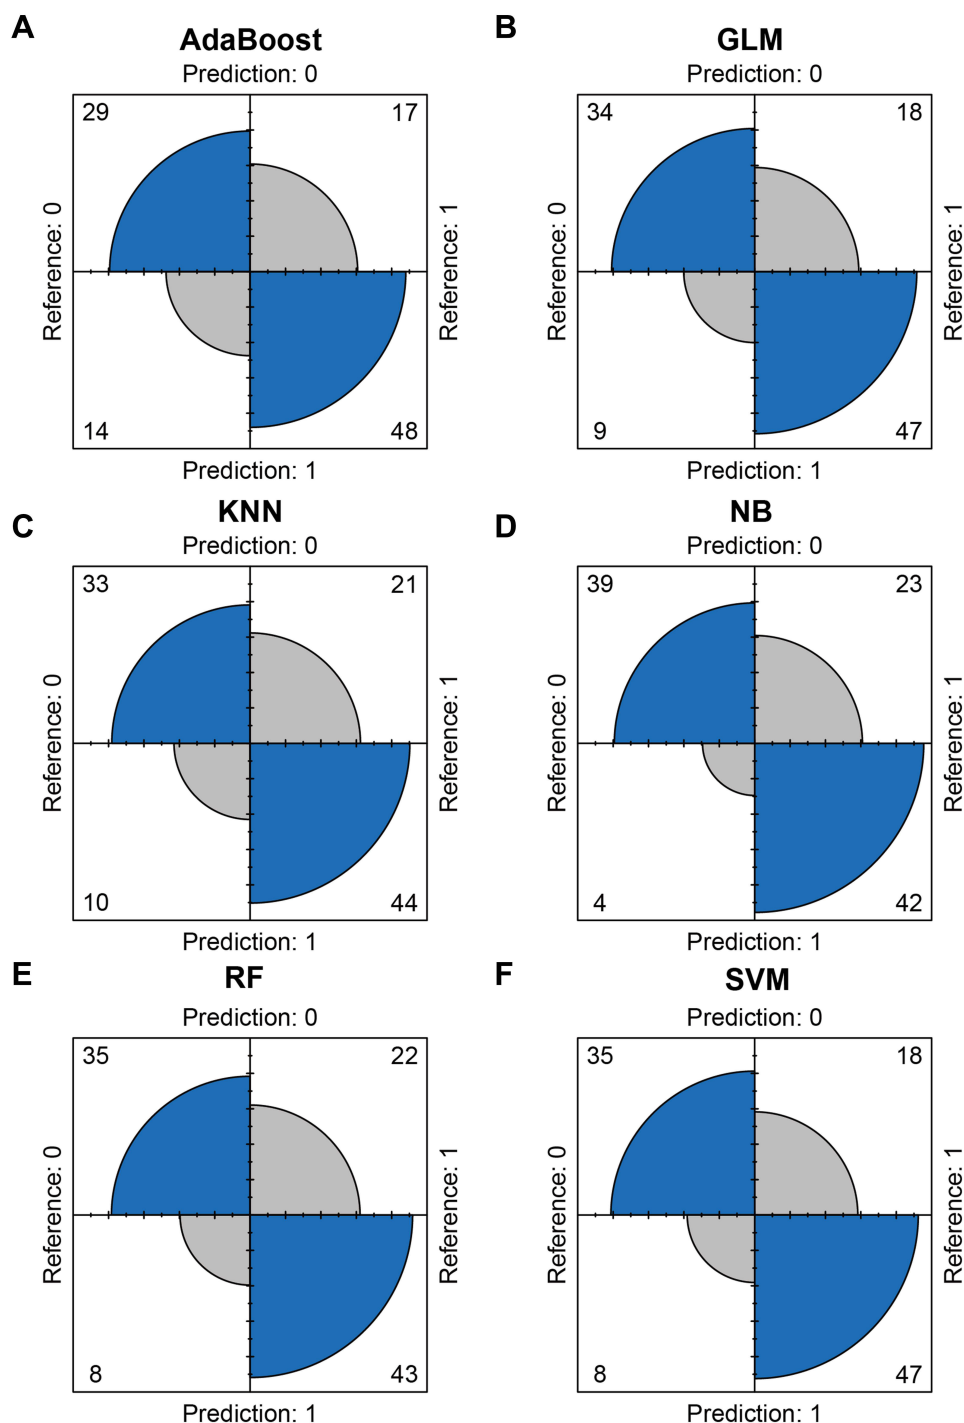 A
AdaBoost
Prediction: 0
29
17
Reference: 0
Reference: 1
14
48
Prediction: 1
B
GLM
Prediction: 0
34
18
Reference: 0
Reference: 1
9
47
Prediction: 1
C
KNN
Prediction: 0
33
21
Reference: 0
Reference: 1
10
44
Prediction: 1
D
NB
Prediction: 0
39
23
Reference: 0
Reference: 1
4
42
Prediction: 1
E
RF
Prediction: 0
35
22
Reference: 0
Reference: 1
8
43
Prediction: 1
F
SVM
Prediction: 0
35
18
Reference: 0
Reference: 1
8
47
Prediction: 1